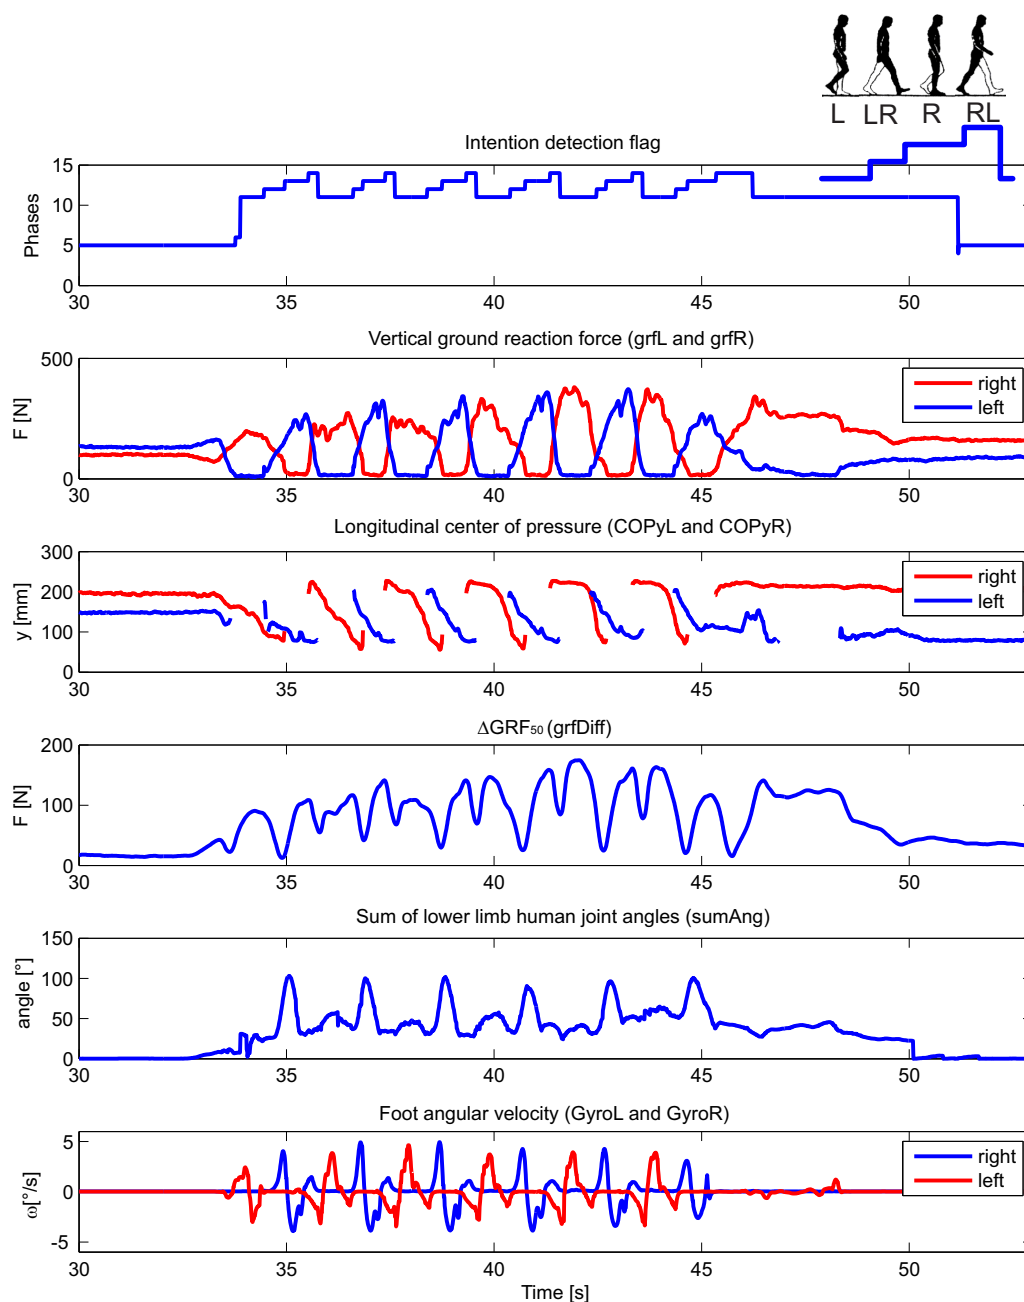 L LR R RL
Intention detection flag
Phases
15
10
5
0
30 35 40 45 50
Vertical ground reaction force (grfL and grfR)
F [N]
500
0
right
left
30 35 40 45 50
Longitudinal center of pressure (COPyL and COPyR)
y [mm]
300
200
100
0
right
left
30 35 40 45 50
ΔGRF50 (grfDiff)
F [N]
200
100
0
30 35 40 45 50
Sum of lower limb human joint angles (sumAng)
angle [°]
150
100
50
0
30 35 40 45 50
Foot angular velocity (GyroL and GyroR)
ω[°/s]
5
0
-5
right
left
30 35 40 45 50
Time [s]